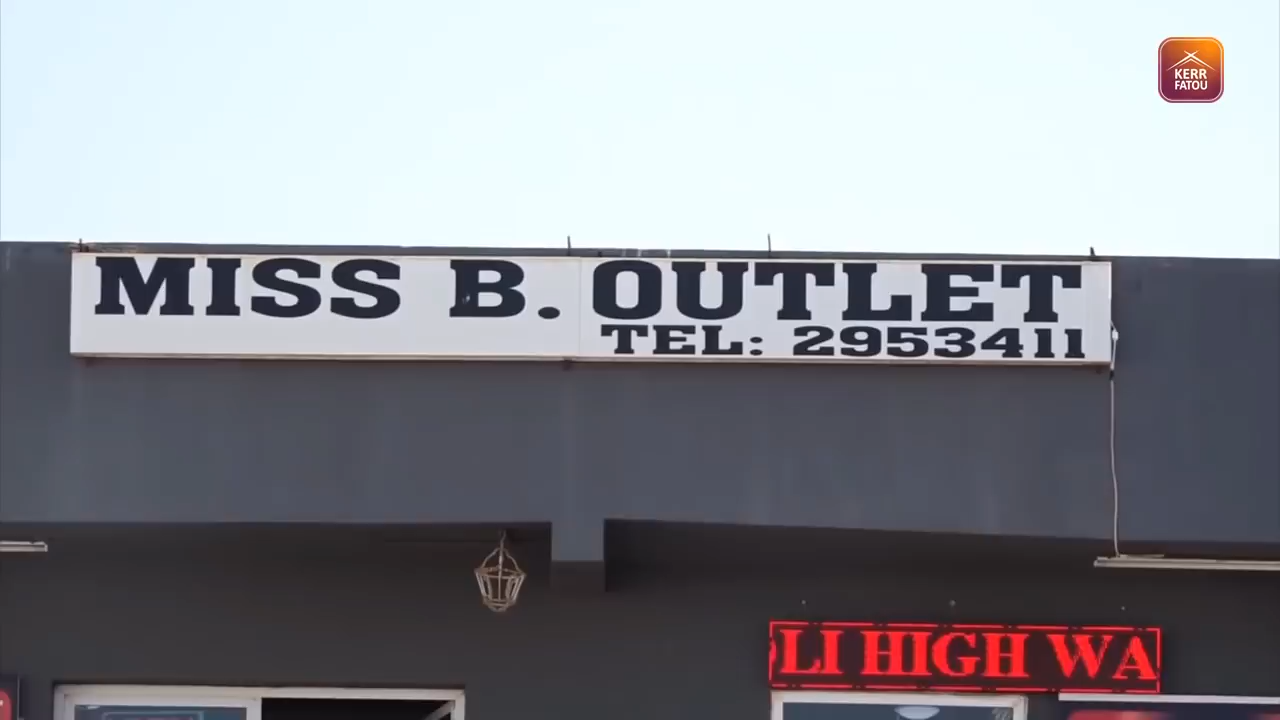 KERR
FATOU
MISS B. OUTLET
TEL: 2953411
LI HIGH WA